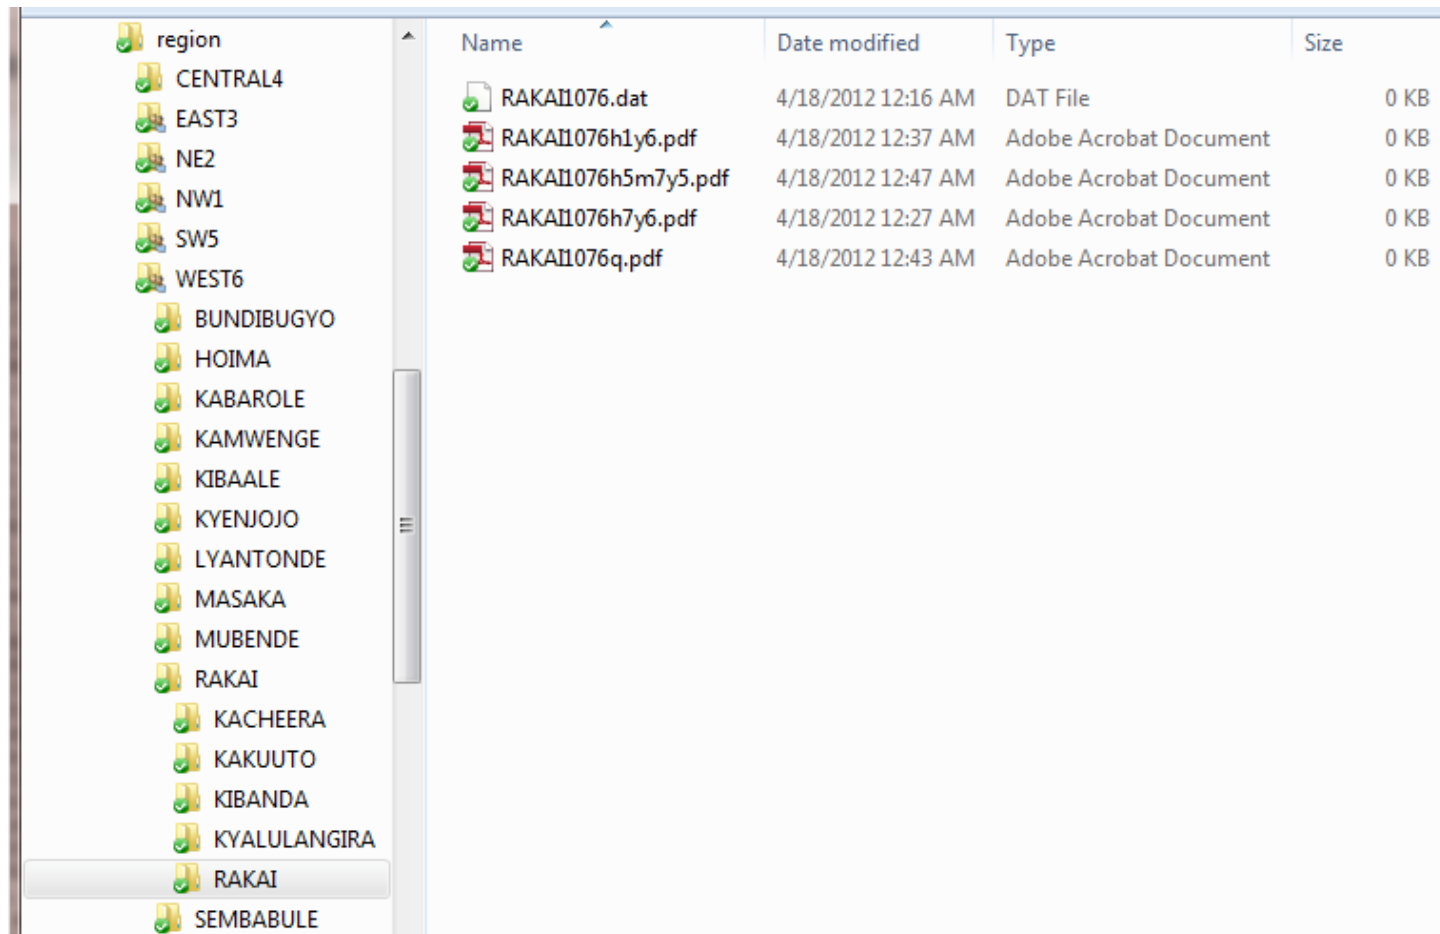 region
CENTRAL4
EAST3
NE2
NW1
SW5
WEST6
BUNDIBUGYO
HOIMA
KABAROLE
KAMWENGE
KIBAALE
KYENJOJO
LYANTONDE
MASAKA
MUBENDE
RAKAI
KACHEERA
KAKUUTO
KIBANDA
KYALULANGIRA
RAKAI
SEMBABULE
Name Date modified Type Size
RAKAI1076.dat 4/18/2012 12:16 AM DAT File 0 KB
RAKAI1076h1y6.pdf 4/18/2012 12:37 AM Adobe Acrobat Document 0 KB
RAKAI1076h5m7y5.pdf 4/18/2012 12:47 AM Adobe Acrobat Document 0 KB
RAKAI1076h7y6.pdf 4/18/2012 12:27 AM Adobe Acrobat Document 0 KB
RAKAI1076q.pdf 4/18/2012 12:43 AM Adobe Acrobat Document 0 KB